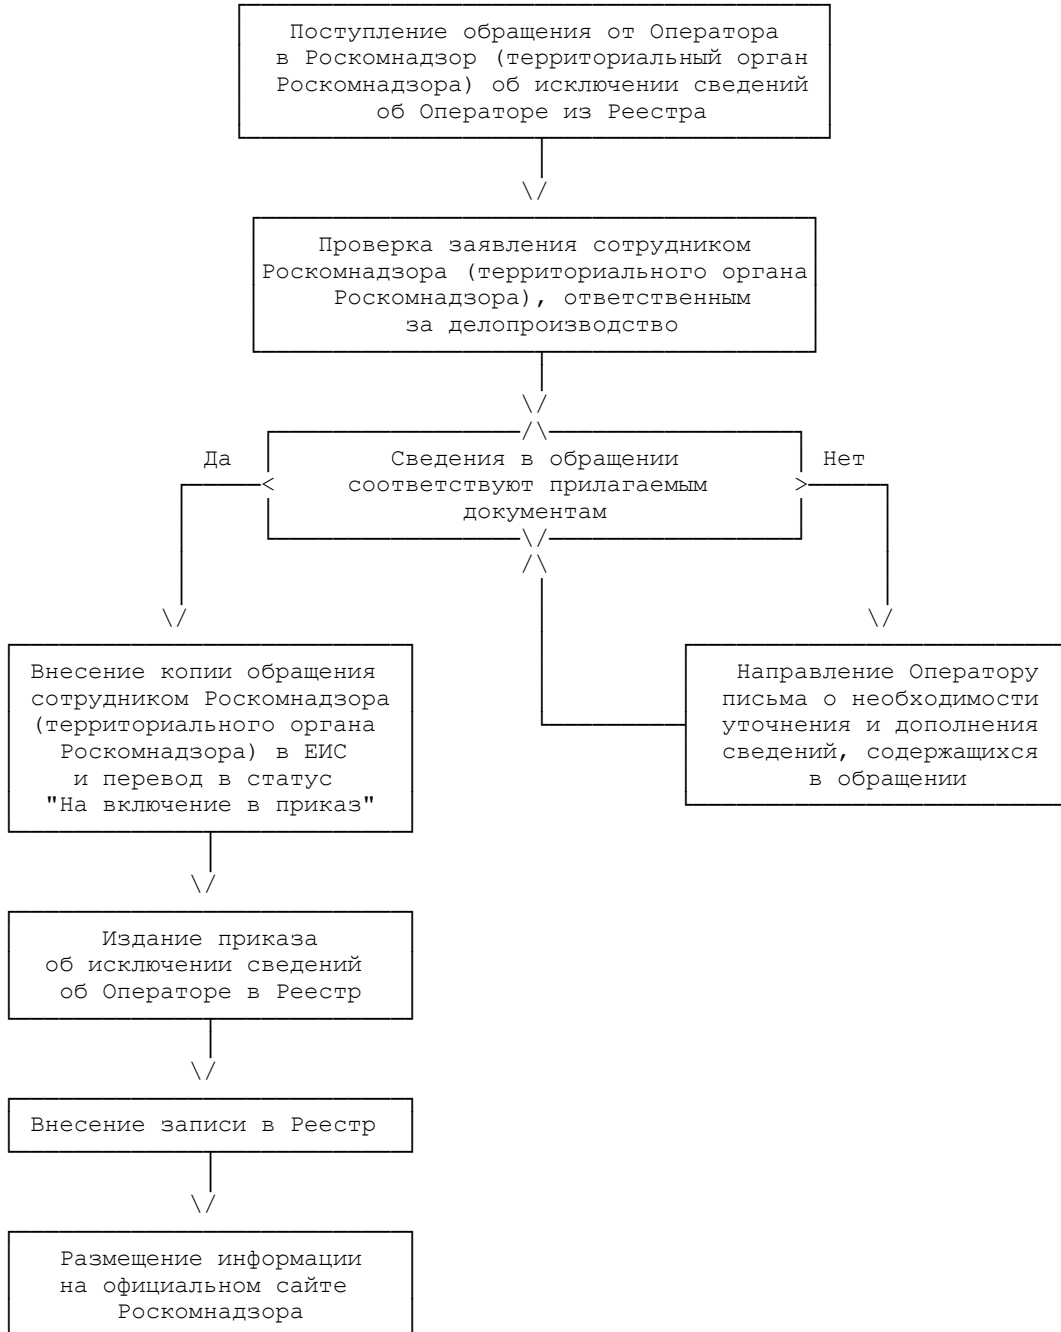 Поступление обращения от Оператора
в Роскомнадзор (территориальный орган
Роскомнадзора) об исключении сведений
об Операторе из Реестра
Проверка заявления сотрудником
Роскомнадзора (территориального органа
Роскомнадзора), ответственным
за делопроизводство
Да
Сведения в обращении
соответствуют прилагаемым
документам
Нет
Внесение копии обращения
сотрудником Роскомнадзора
(территориального органа
Роскомнадзора) в ЕИС
и перевод в статус
"На включение в приказ"
Направление Оператору
письма о необходимости
уточнения и дополнения
сведений, содержащихся
в обращении
Издание приказа
об исключении сведений
об Операторе в Реестр
Внесение записи в Реестр
Размещение информации
на официальном сайте
Роскомнадзора